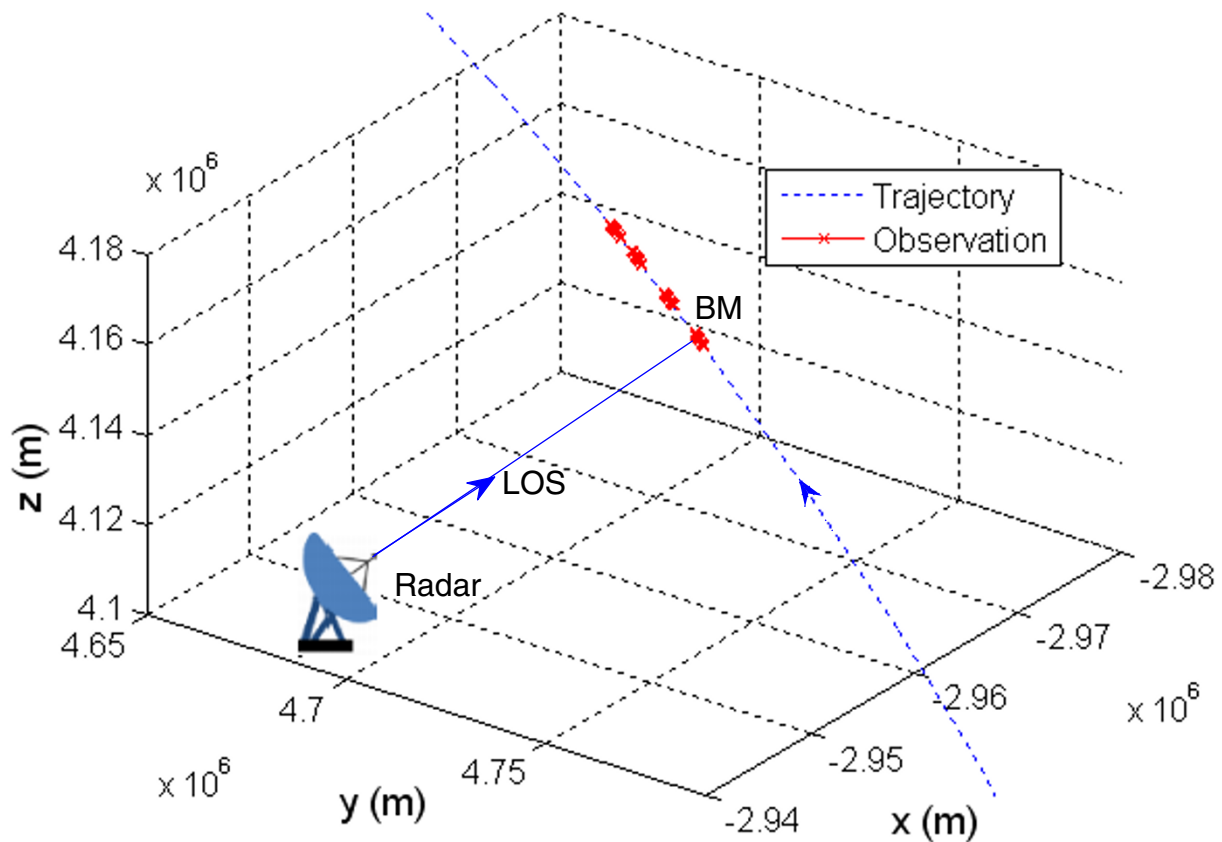 x 10^6
4.18
4.16
4.14
4.12
4.1
z (m)
4.65
4.7
4.75
x 10^6
y (m)
-2.94
-2.95
-2.96
-2.97
-2.98
x 10^6
x (m)
Trajectory
Observation
BM
LOS
Radar